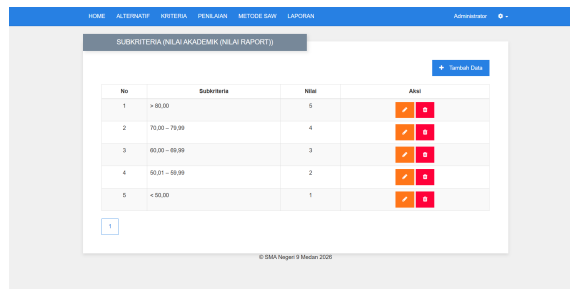 HOME ALTERNATIF KRITERIA PENILAIAN METODE SAW LAPORAN Administrator
SUBKRITERIA (NILAI AKADEMIK (NILAI RAPORT))
+ Tambah Data
No Subkriteria Nilai Aksi
1 > 80,00 5
2 70,00 – 79,99 4
3 60,00 – 69,99 3
4 50,01 – 59,99 2
5 < 50,00 1
1
© SMA Negeri 9 Medan 2026